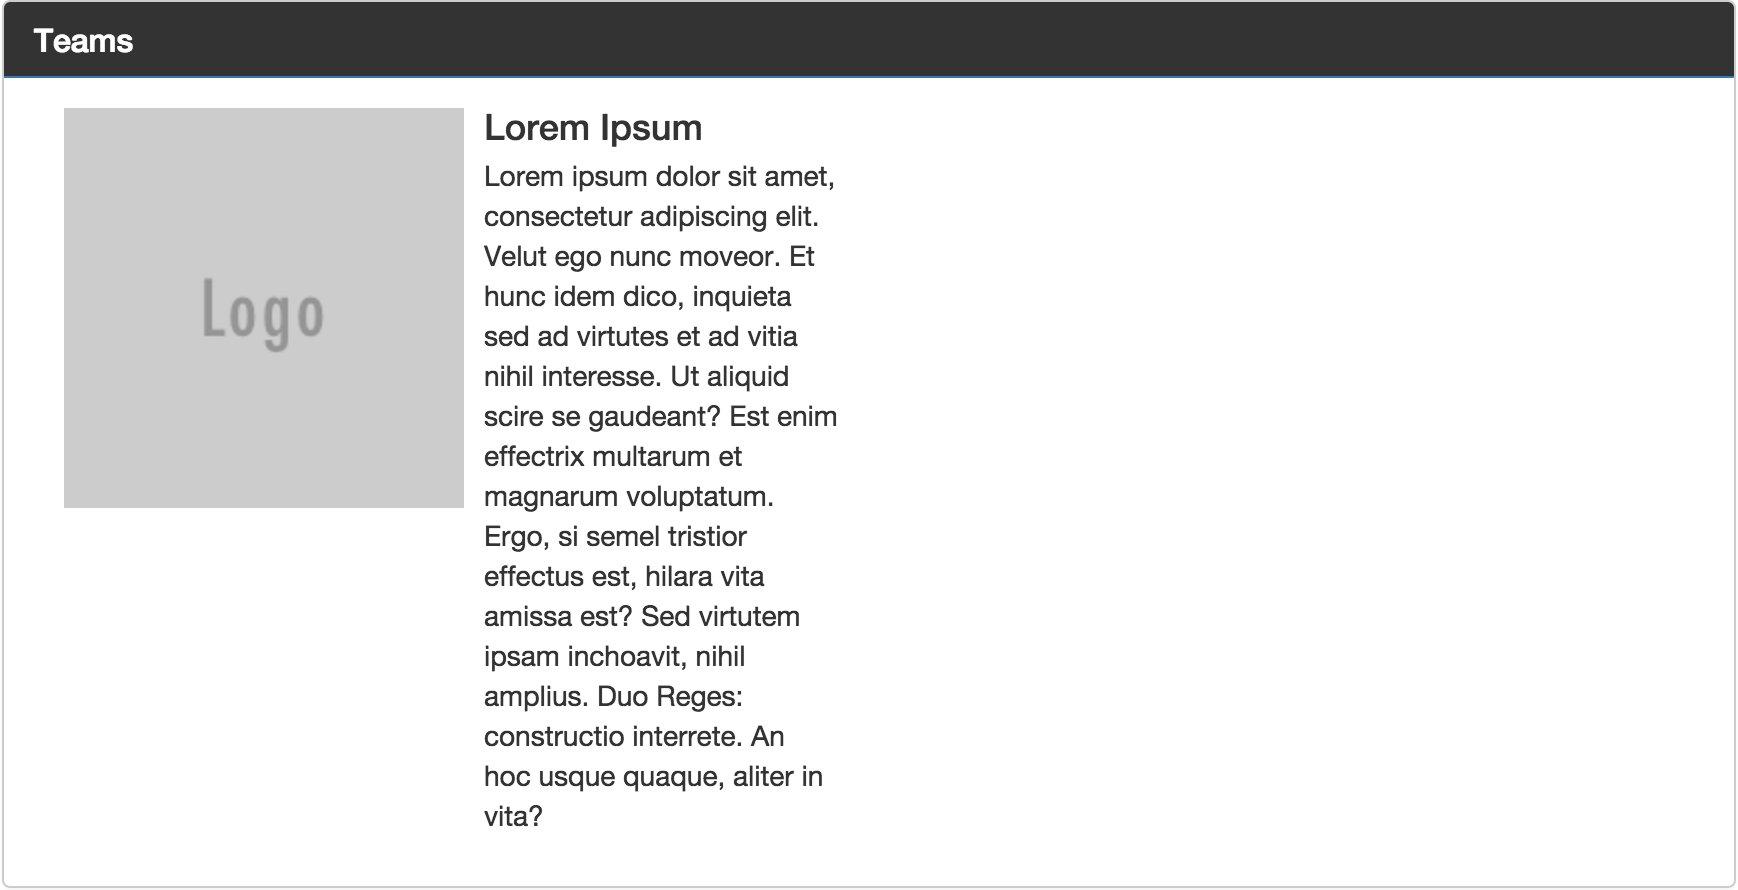 Teams
Logo
Lorem Ipsum
Lorem ipsum dolor sit amet,
consectetur adipiscing elit.
Velut ego nunc moveor. Et
hunc idem dico, inquieta
sed ad virtutes et ad vitia
nihil interesse. Ut aliquid
scire se gaudeant? Est enim
effectrix multarum et
magnarum voluptatum.
Ergo, si semel tristior
effectus est, hilara vita
amissa est? Sed virtutem
ipsam inchoavit, nihil
amplius. Duo Reges:
constructio interrete. An
hoc usque quaque, aliter in
vita?